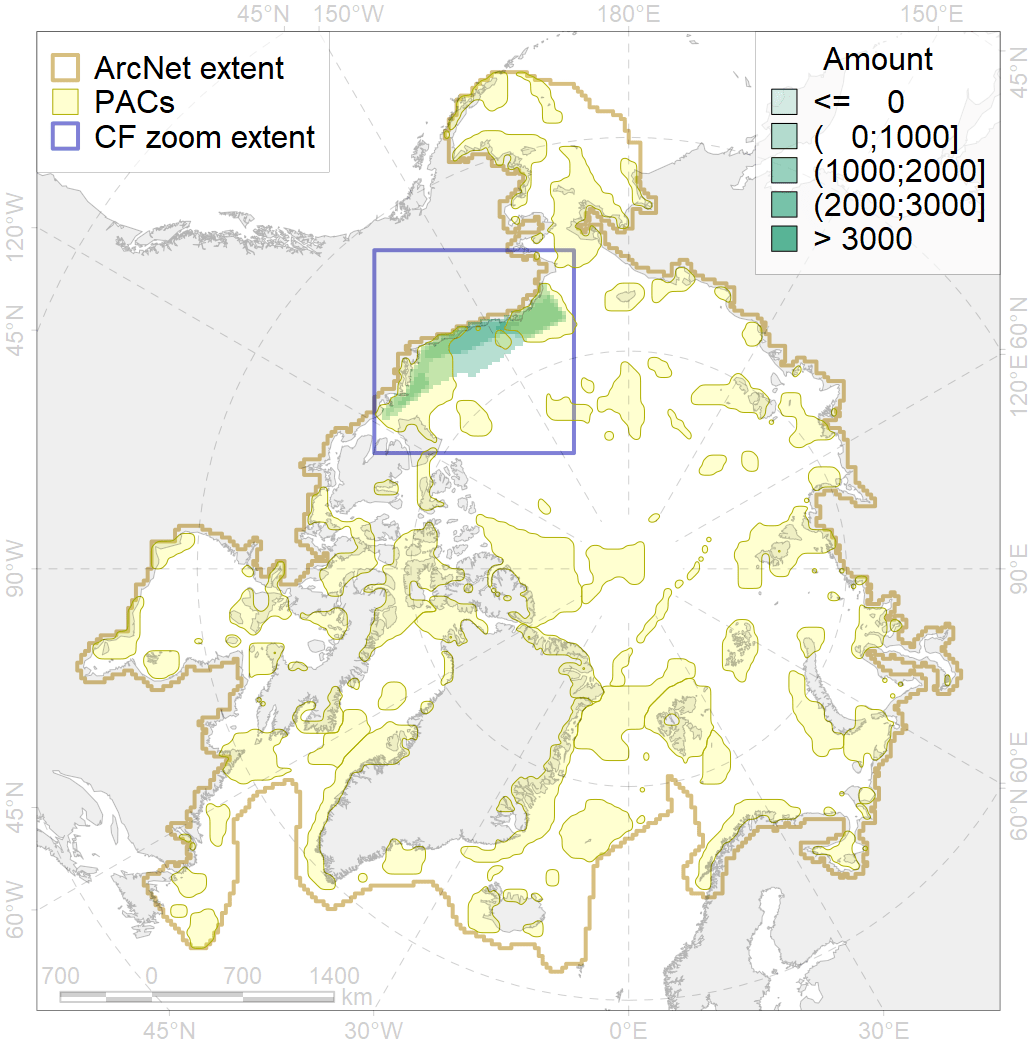 45°N 150°W 180°E 150°E
ArcNet extent
PACs
CF zoom extent
Amount
<= 0
( 0;1000]
(1000;2000]
(2000;3000]
> 3000
45°N
120°W
45°N
60°N
120°E
90°W
90°E
60°E
45°N
60°N
60°W
700 0 700 1400
km
45°N 30°W 0°E 30°E